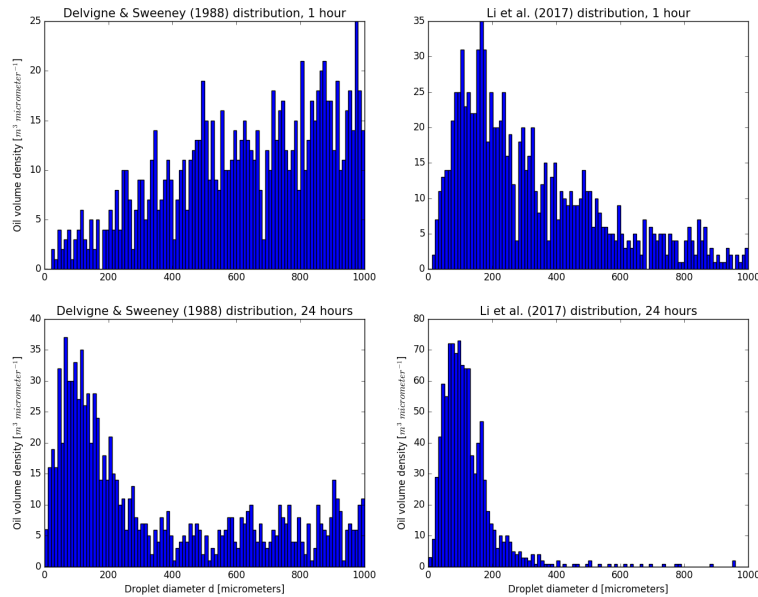 Delvigne & Sweeney (1988) distribution, 1 hour
Oil volume density [m³ micrometer⁻¹]
25
20
15
10
5
0
0 200 400 600 800 1000
Li et al. (2017) distribution, 1 hour
35
30
25
20
15
10
5
0
0 200 400 600 800 1000
Delvigne & Sweeney (1988) distribution, 24 hours
Oil volume density [m³ micrometer⁻¹]
40
35
30
25
20
15
10
5
0
0 200 400 600 800 1000
Droplet diameter d [micrometers]
Li et al. (2017) distribution, 24 hours
80
70
60
50
40
30
20
10
0
0 200 400 600 800 1000
Droplet diameter d [micrometers]